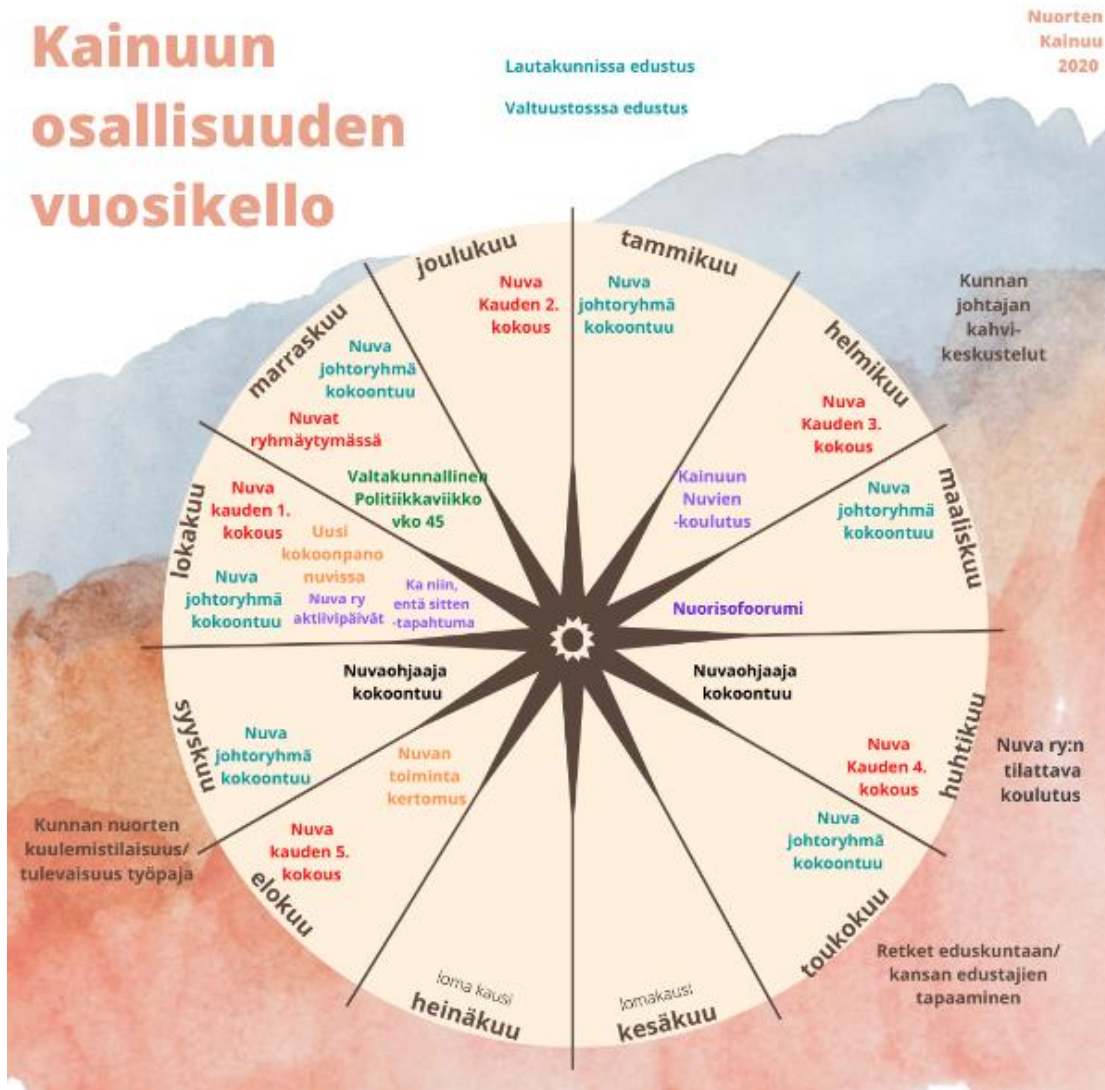 Kainuun
osallisuuden
vuosikello
Nuorten
Kainuu
2020
Lautakunnissa edustus
Valtuustosssa edustus
joulukuu
Nuva
Kauden 2.
kokous
tammikuu
Nuva
johtoryhmä
kokoontuu
helmikuu
Nuva
Kauden 3.
kokous
Kainuun
Nuvien
-koulutus
Kunnan
johtajan
kahvi-
keskustelut
maaliskuu
Nuva
johtoryhmä
kokoontuu
Nuorisofoorumi
huhtikuu
Nuvaohjaaja
kokoontuu
Nuva
Kauden 4.
kokous
Nuva ry:n
tilattava
koulutus
toukokuu
Nuva
johtoryhmä
kokoontuu
Retket eduskuntaan/
kansan edustajien
tapaaminen
lomakausi
kesäkuu
loma kausi
heinäkuu
elokuu
Nuvan
toiminta
kertomus
Nuva
kauden 5.
kokous
Kunnan nuorten
kuulemistilaisuus/
tulevaisuus työpaja
syyskuu
Nuvaohjaaja
kokoontuu
Nuva
johtoryhmä
kokoontuu
lokakuu
Nuva
kauden 1.
kokous
Uusi
kokoonpano
nuvissa
Nuva
johtoryhmä
kokoontuu
Nuva ry
aktiivipäivät
Ka niin,
entä sitten
-tapahtuma
marraskuu
Nuva
johtoryhmä
kokoontuu
Nuvat
ryhmäytymässä
Valtakunnallinen
Politiikkaviikko
vko 45